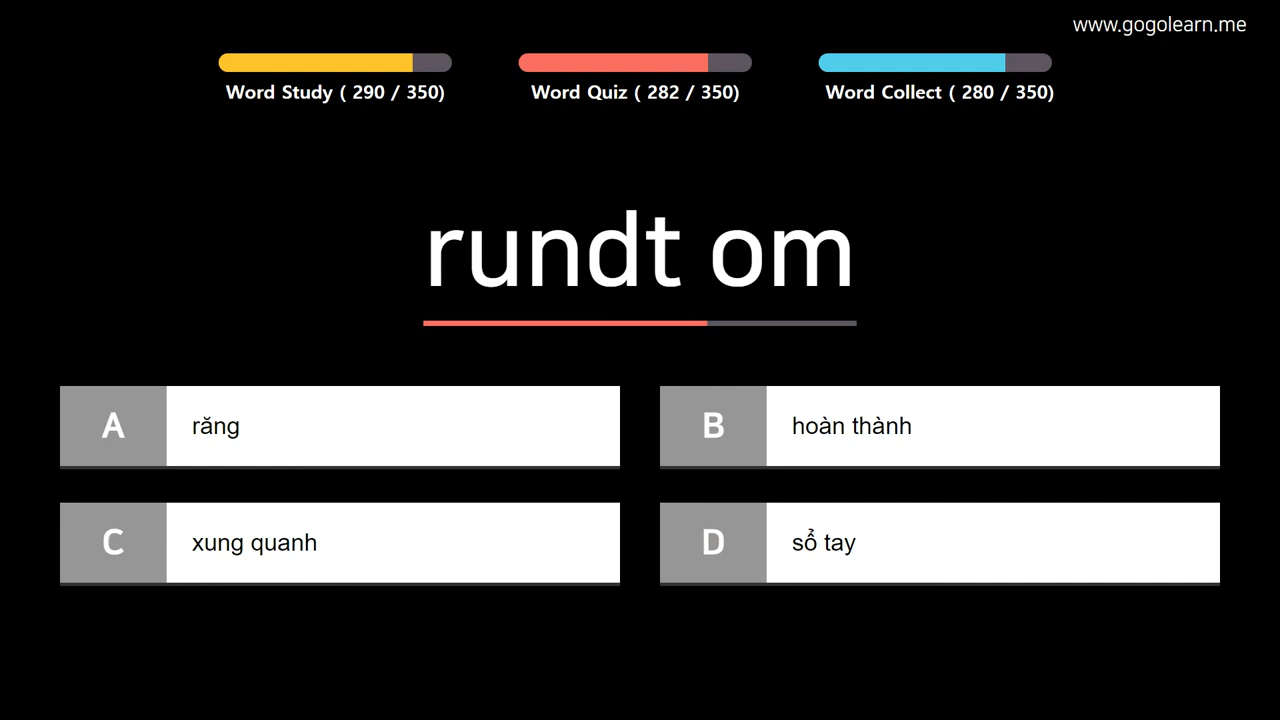 www.gogolearn.me
Word Study ( 290 / 350)
Word Quiz ( 282 / 350)
Word Collect ( 280 / 350)
rundt om
A
răng
B
hoàn thành
C
xung quanh
D
sổ tay